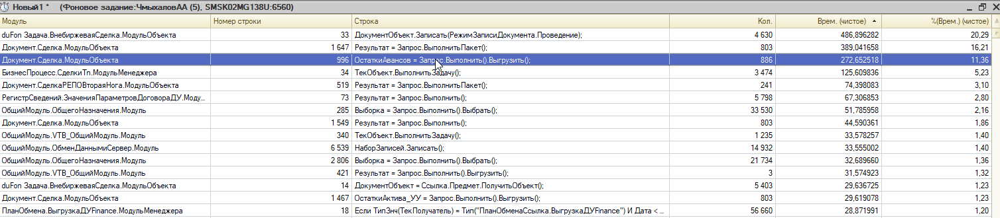 Новый1 * (Фоновое задание:ЧмыхаловАА (5), SMSK02MG138U:6560)
Модуль Номер строки Строка Кол. Врем. (чистое) %(Врем.) (чистое)
duFon Задача.ВнебиржеваяСделка.МодульОбъекта 33 ДокументОбъект.Записать(РежимЗаписиДокумента.Проведение); 4 630 486,896282 20,29
Документ.Сделка.МодульОбъекта 1 647 Результат = Запрос.ВыполнитьПакет(); 803 389,041658 16,21
Документ.Сделка.МодульОбъекта 996 ОстаткиАвансов = Запрос.Выполнить().Выгрузить(); 886 272,652518 11,36
БизнесПроцесс.СделкиTn.МодульМенеджера 34 ТекОбъект.ВыполнитьЗадачу(); 3 474 125,609836 5,23
Документ.СделкаРЕПОВтораяНога.МодульОбъекта 519 Результат = Запрос.ВыполнитьПакет(); 241 74,398083 3,10
РегистрСведений.ЗначенияПараметровДоговораДУ.Моду... 73 Результат = Запрос.Выполнить(); 5 798 67,306853 2,80
ОбщийМодуль.ОбщегоНазначения.Модуль 285 Выборка = Запрос.Выполнить().Выбрать(); 33 530 51,785958 2,16
Документ.Сделка.МодульОбъекта 1 549 Результат = Запрос.Выполнить(); 803 44,590361 1,86
ОбщийМодуль.VTB_ОбщийМодуль.Модуль 340 ТекОбъект.ВыполнитьЗадачу(); 1 235 33,578257 1,40
ОбщийМодуль.ОбменДаннымиСервер.Модуль 6 539 НаборЗаписей.Записать(); 14 932 33,555002 1,40
ОбщийМодуль.ОбщегоНазначения.Модуль 2 806 Выборка = Запрос.Выполнить().Выбрать(); 21 734 32,689660 1,36
ОбщийМодуль.VTB_ОбщийМодуль.Модуль 421 Результат = Запрос.Выполнить().Выгрузить(); 3 31,574923 1,32
duFon Задача.ВнебиржеваяСделка.МодульОбъекта 14 ДокументОбъект = Ссылка.Предмет.ПолучитьОбъект(); 5 403 29,636725 1,23
Документ.Сделка.МодульОбъекта 1 467 ОстаткиАктива_УУ = Запрос.Выполнить().Выгрузить(); 803 29,619078 1,23
ПланОбмена.ВыгрузкаДУFinance.МодульМенеджера 18 Если ТипЗнч(ТекПолучатель) = Тип("ПланОбменаСсылка.ВыгрузкаДУFinance") И Дата < ... 56 660 28,871991 1,20